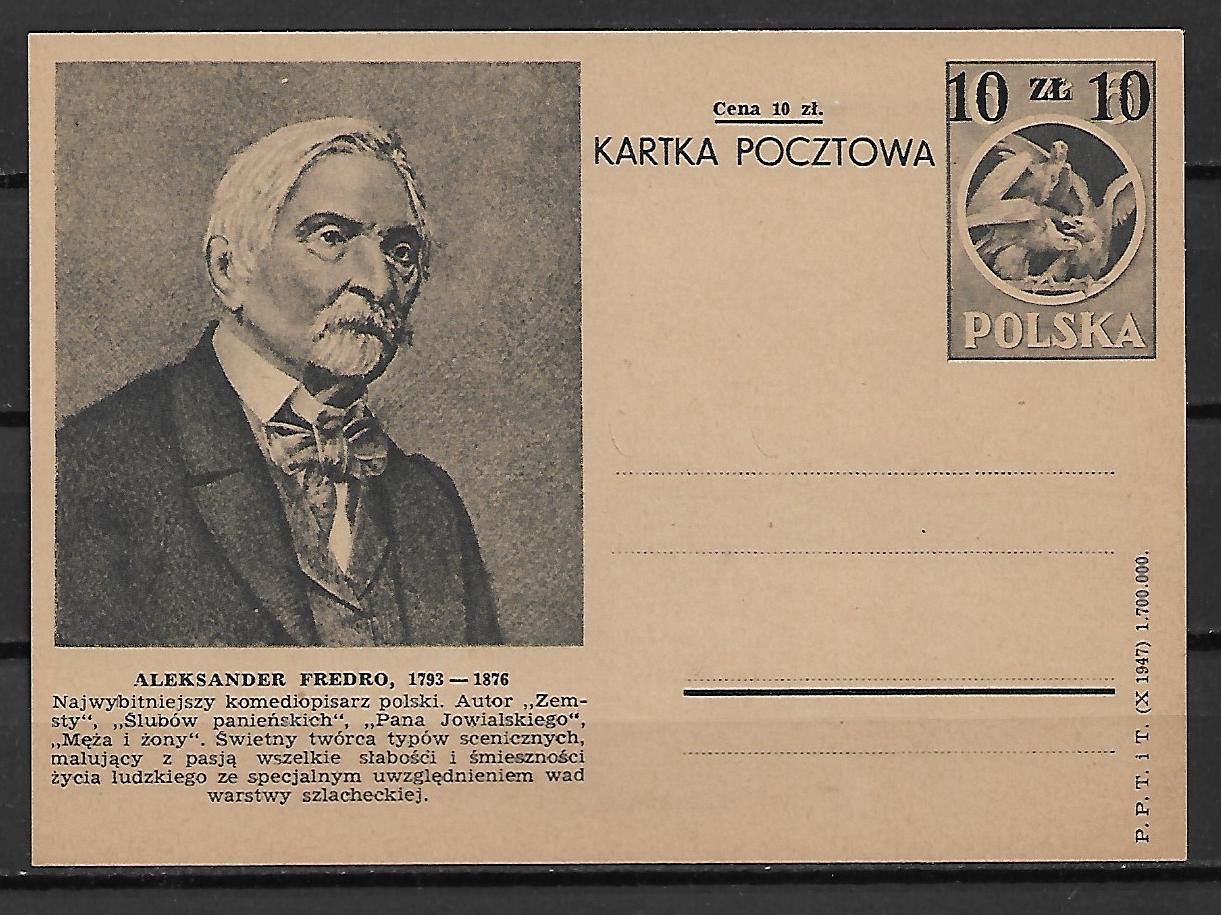 Cena 10 zł.
KARTKA POCZTOWA
10 ZŁ 10
POLSKA
ALEKSANDER FREDRO, 1793 — 1876
Najwybitniejszy komediopisarz polski. Autor „Zem-
sty“, „Ślubów panieńskich“, „Pana Jowialskiego“,
„Męża i żony“. Świetny twórca typów scenicznych,
malujący z pasją wszelkie słabości i śmieszności
życia ludzkiego ze specjalnym uwzględnieniem wad
warstwy szlacheckiej.
P. P. T. i T. (X 1947) 1.700.000.